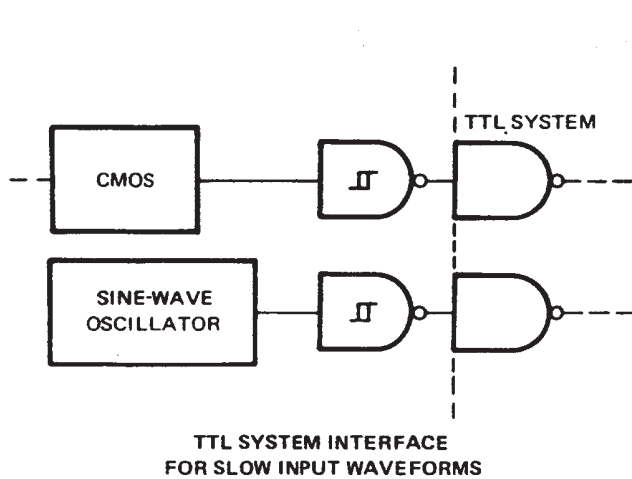 TTL SYSTEM
CMOS
SINE-WAVE
OSCILLATOR
TTL SYSTEM INTERFACE
FOR SLOW INPUT WAVEFORMS